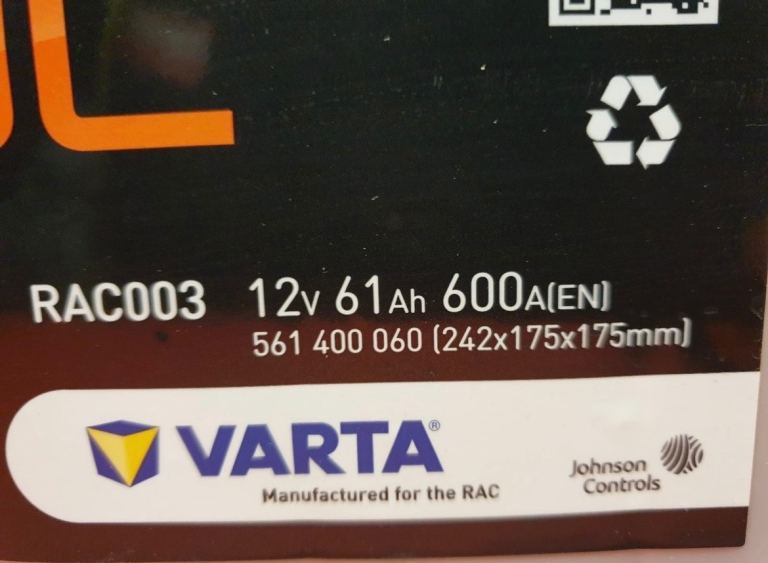 RAC003 12V 61Ah 600A(EN)
561 400 060 (242x175x175mm)
VARTA®
Manufactured for the RAC
Johnson
Controls